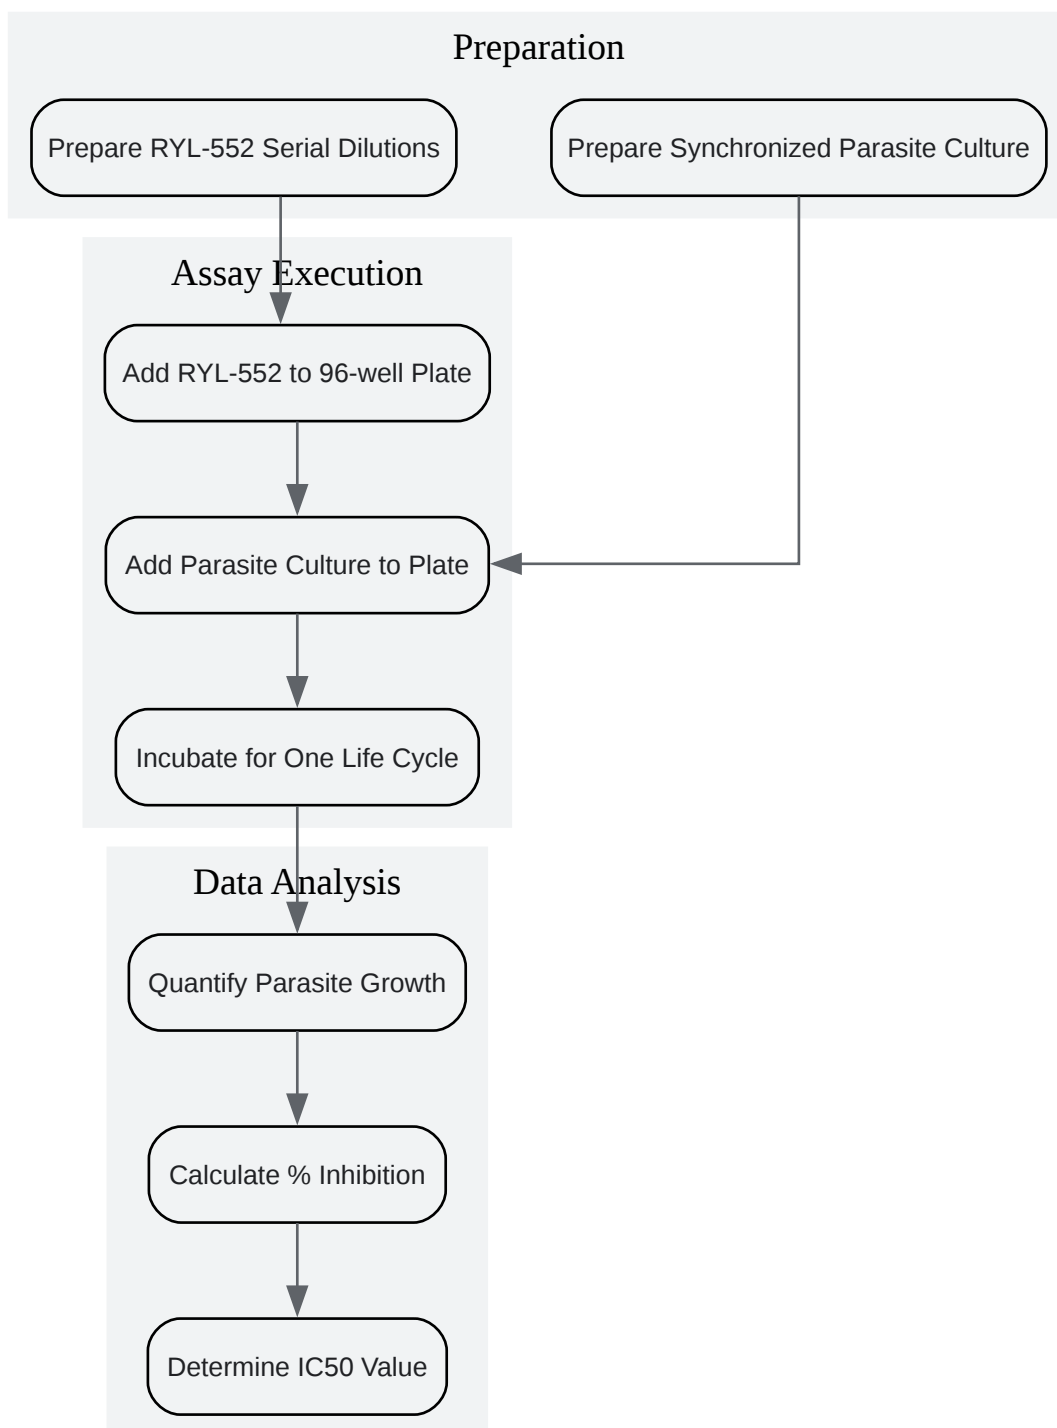 Preparation
Prepare RYL-552 Serial Dilutions
Prepare Synchronized Parasite Culture
Assay Execution
Add RYL-552 to 96-well Plate
Add Parasite Culture to Plate
Incubate for One Life Cycle
Data Analysis
Quantify Parasite Growth
Calculate % Inhibition
Determine IC50 Value